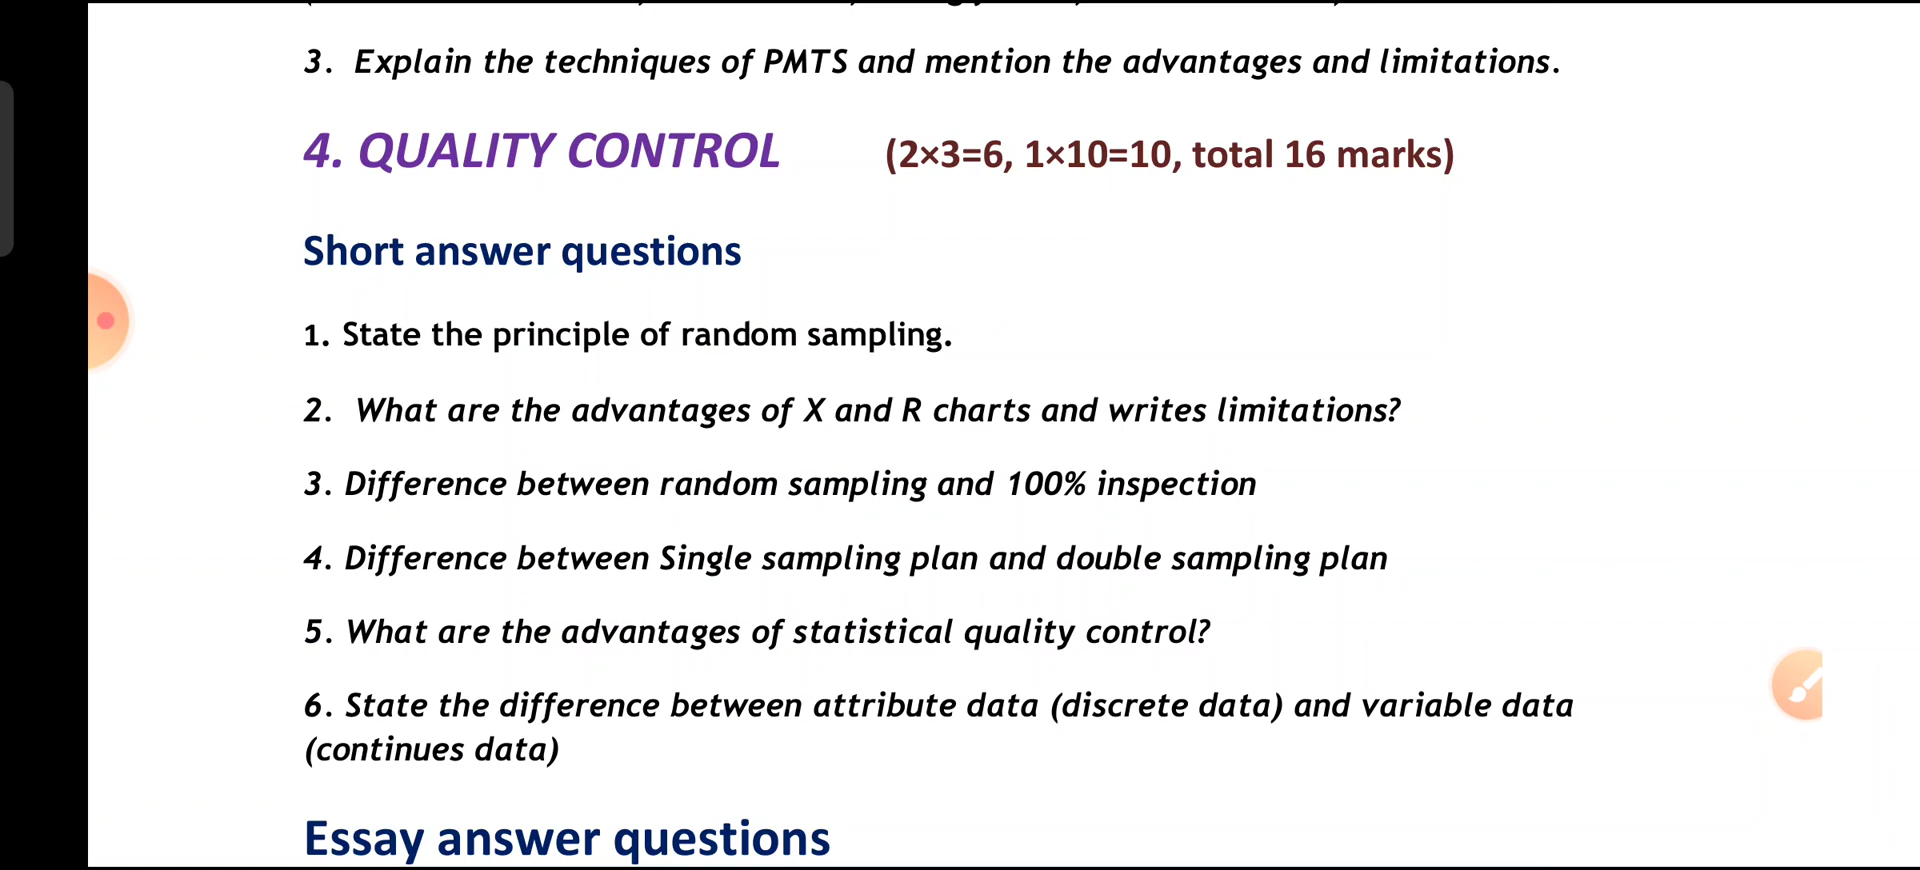 3. Explain the techniques of PMTS and mention the advantages and limitations.
4. QUALITY CONTROL (2×3=6, 1×10=10, total 16 marks)
Short answer questions
1. State the principle of random sampling.
2. What are the advantages of X and R charts and writes limitations?
3. Difference between random sampling and 100% inspection
4. Difference between Single sampling plan and double sampling plan
5. What are the advantages of statistical quality control?
6. State the difference between attribute data (discrete data) and variable data
(continues data)
Essay answer questions